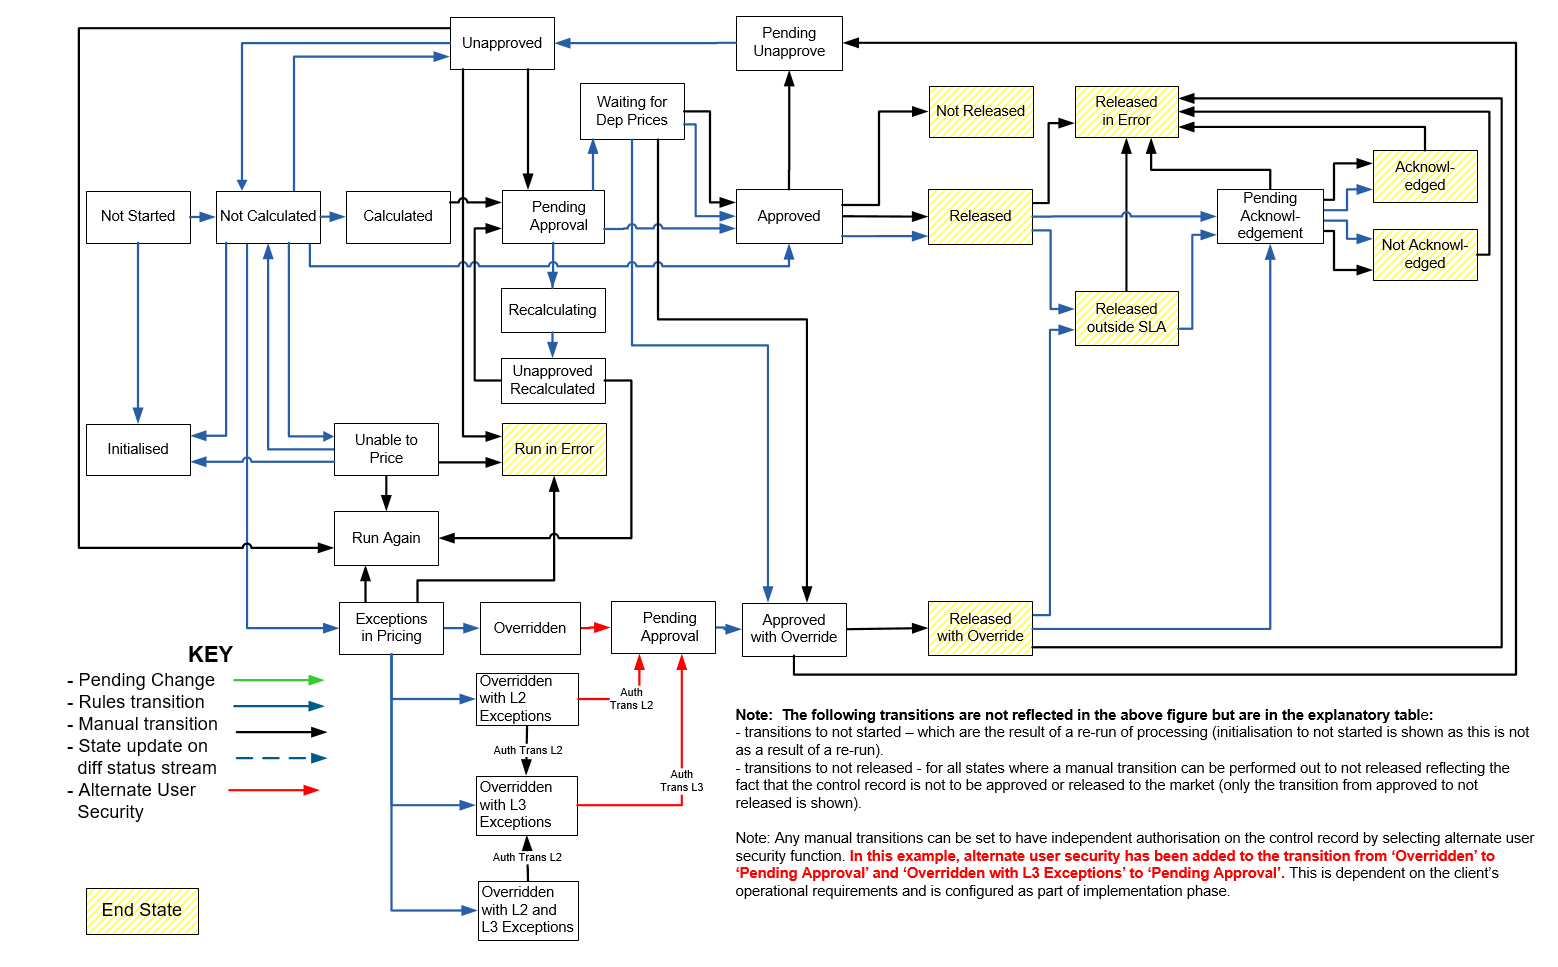 Unapproved
Pending
Unapprove
Waiting for
Dep Prices
Not Released
Released
in Error
Not Started
Not Calculated
Calculated
Pending
Approval
Approved
Released
Pending
Acknowl-
edgement
Acknowl-
edged
Not Acknowl-
edged
Recalculating
Released
outside SLA
Unapproved
Recalculated
Initialised
Unable to
Price
Run in Error
Run Again
Exceptions
in Pricing
Overridden
Pending
Approval
Approved
with Override
Released
with Override
KEY
- Pending Change
- Rules transition
- Manual transition
- State update on
diff status stream
- Alternate User
Security
Overridden
with L2
Exceptions
Auth
Trans L2
Auth Trans L2
Overridden
with L3
Exceptions
Auth
Trans L3
Auth Trans L2
Overridden
with L2 and
L3 Exceptions
End State
Note:  The following transitions are not reflected in the above figure but are in the explanatory table:
- transitions to not started – which are the result of a re-run of processing (initialisation to not started is shown as this is not
as a result of a re-run).
- transitions to not released - for all states where a manual transition can be performed out to not released reflecting the
fact that the control record is not to be approved or released to the market (only the transition from approved to not
released is shown).
Note: Any manual transitions can be set to have independent authorisation on the control record by selecting alternate user
security function. In this example, alternate user security has been added to the transition from ‘Overridden’ to
‘Pending Approval’ and ‘Overridden with L3 Exceptions’ to ‘Pending Approval’. This is dependent on the client’s
operational requirements and is configured as part of implementation phase.